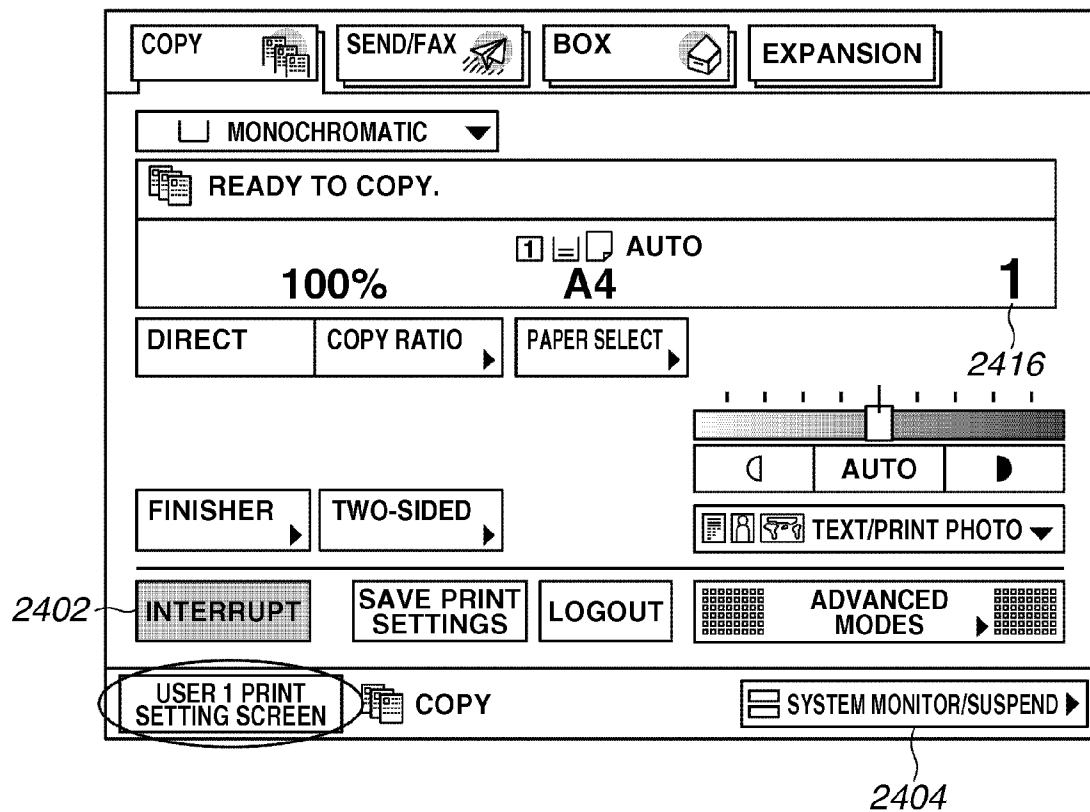 COPY
SEND/FAX
BOX
EXPANSION
MONOCHROMATIC
READY TO COPY.
1 AUTO
100% A4 1
DIRECT
COPY RATIO
PAPER SELECT
2416
AUTO
FINISHER
TWO-SIDED
TEXT/PRINT PHOTO
2402
INTERRUPT
SAVE PRINT
SETTINGS
LOGOUT
ADVANCED
MODES
USER 1 PRINT
SETTING SCREEN
COPY
SYSTEM MONITOR/SUSPEND
2404